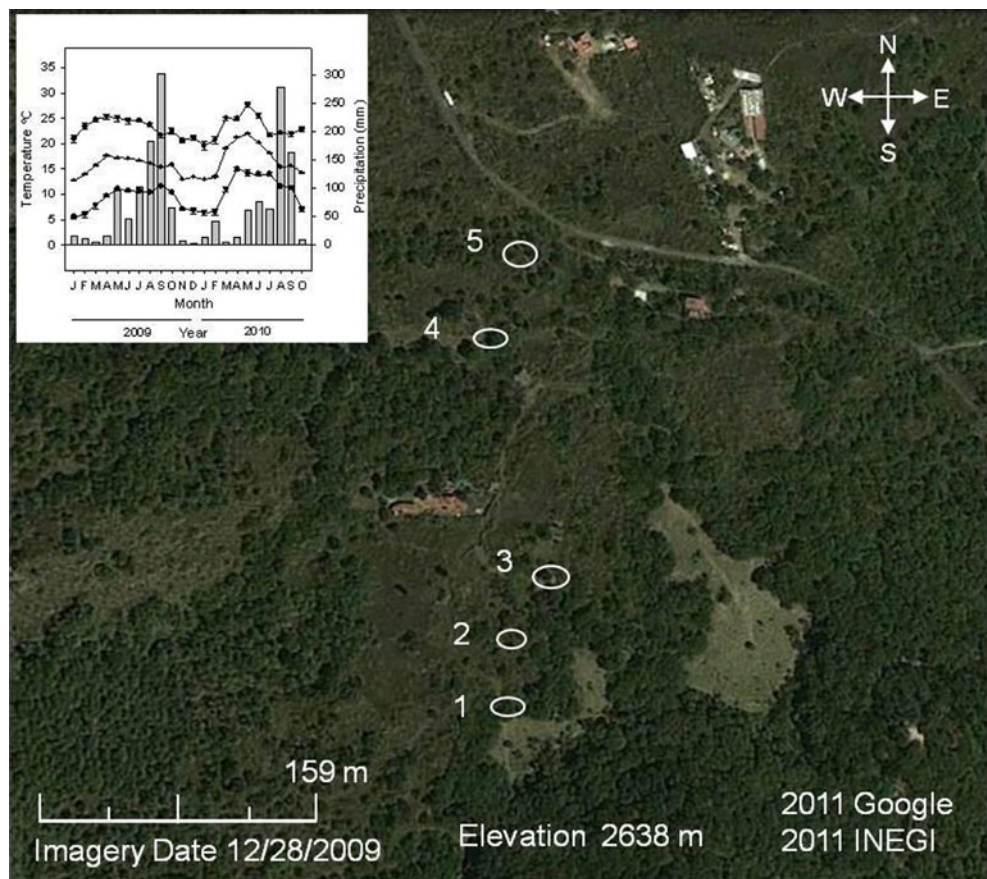 35
30
25
20
15
10
5
0
Temperature ºC
300
250
200
150
100
50
0
Precipitation (mm)
J F M A M J J A S O N D J F M A M J J A S O
Month
2009 Year 2010
N
W E
S
5
4
3
2
1
159 m
Imagery Date 12/28/2009
Elevation 2638 m
2011 Google
2011 INEGI